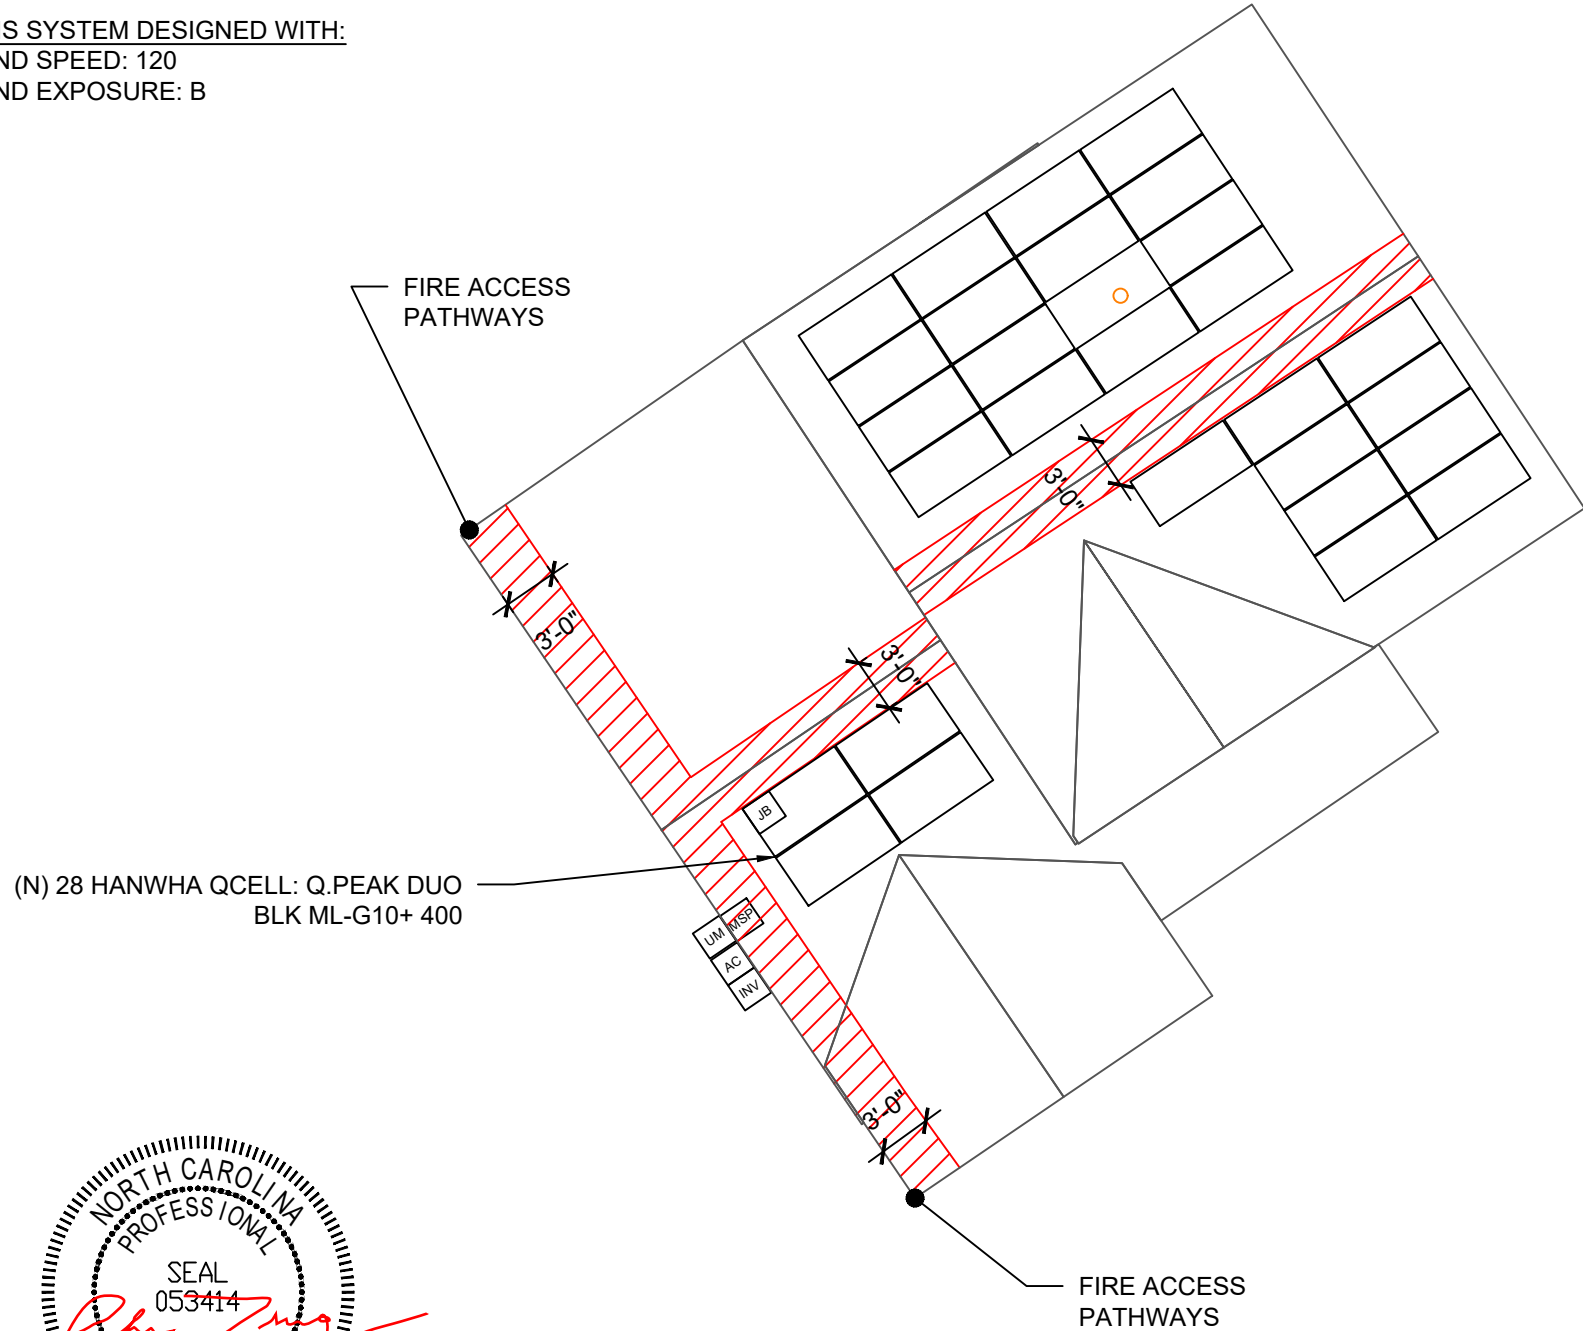 IS SYSTEM DESIGNED WITH:
ND SPEED: 120
ND EXPOSURE: B
FIRE ACCESS
PATHWAYS
3'-0"
3'-0"
3'-0"
JB
(N) 28 HANWHA QCELL: Q.PEAK DUO
BLK ML-G10+ 400
MSP
UM
AC
INV
3'-0"
NORTH CAROLINA
PROFESSIONAL
SEAL
053414
FIRE ACCESS
PATHWAYS